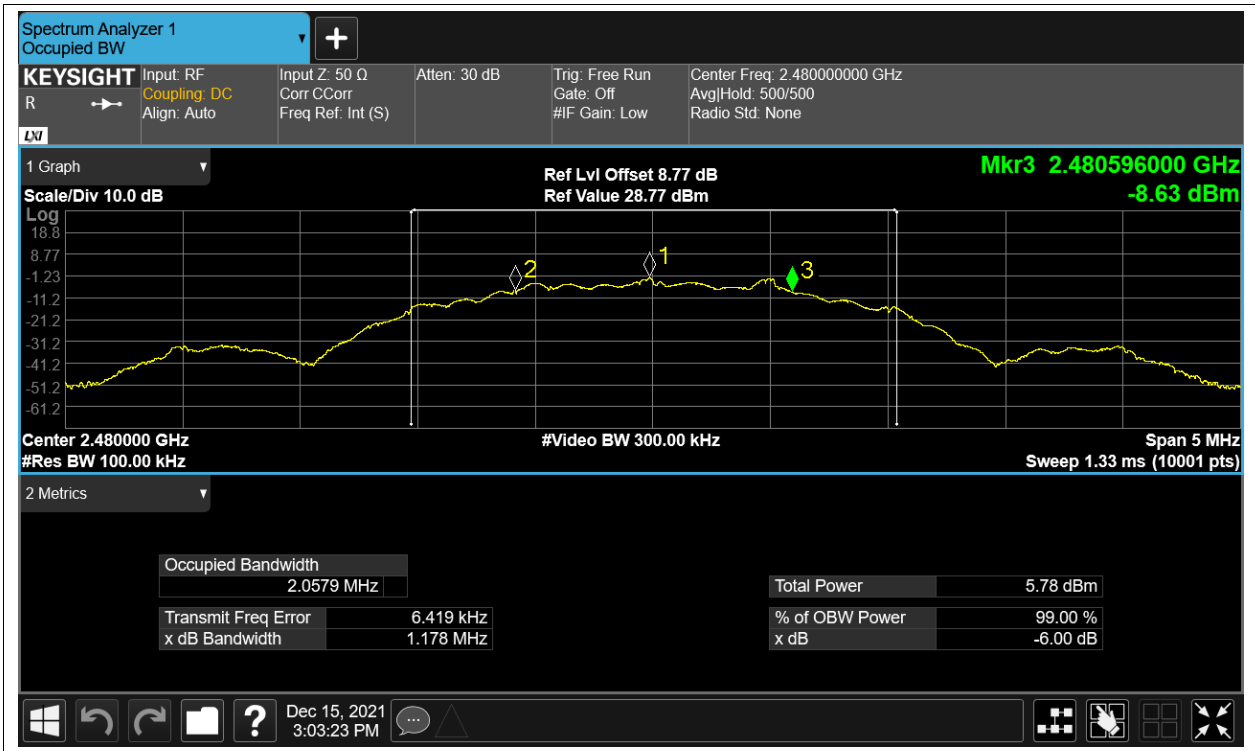 Spectrum Analyzer 1
Occupied BW
KEYSIGHT
R
LXI
Input: RF
Coupling: DC
Align: Auto
Input Z: 50 Ω
Corr CCorr
Freq Ref: Int (S)
Atten: 30 dB
Trig: Free Run
Gate: Off
#IF Gain: Low
Center Freq: 2.480000000 GHz
Avg|Hold: 500/500
Radio Std: None
1 Graph
Scale/Div 10.0 dB
Ref Lvl Offset 8.77 dB
Ref Value 28.77 dBm
Mkr3 2.480596000 GHz
-8.63 dBm
Log
18.8
8.77
-1.23
-11.2
-21.2
-31.2
-41.2
-51.2
-61.2
2
1
3
Center 2.480000 GHz
#Res BW 100.00 kHz
#Video BW 300.00 kHz
Span 5 MHz
Sweep 1.33 ms (10001 pts)
2 Metrics
Occupied Bandwidth
2.0579 MHz
Transmit Freq Error 6.419 kHz
x dB Bandwidth 1.178 MHz
Total Power 5.78 dBm
% of OBW Power 99.00 %
x dB -6.00 dB
?
Dec 15, 2021
3:03:23 PM